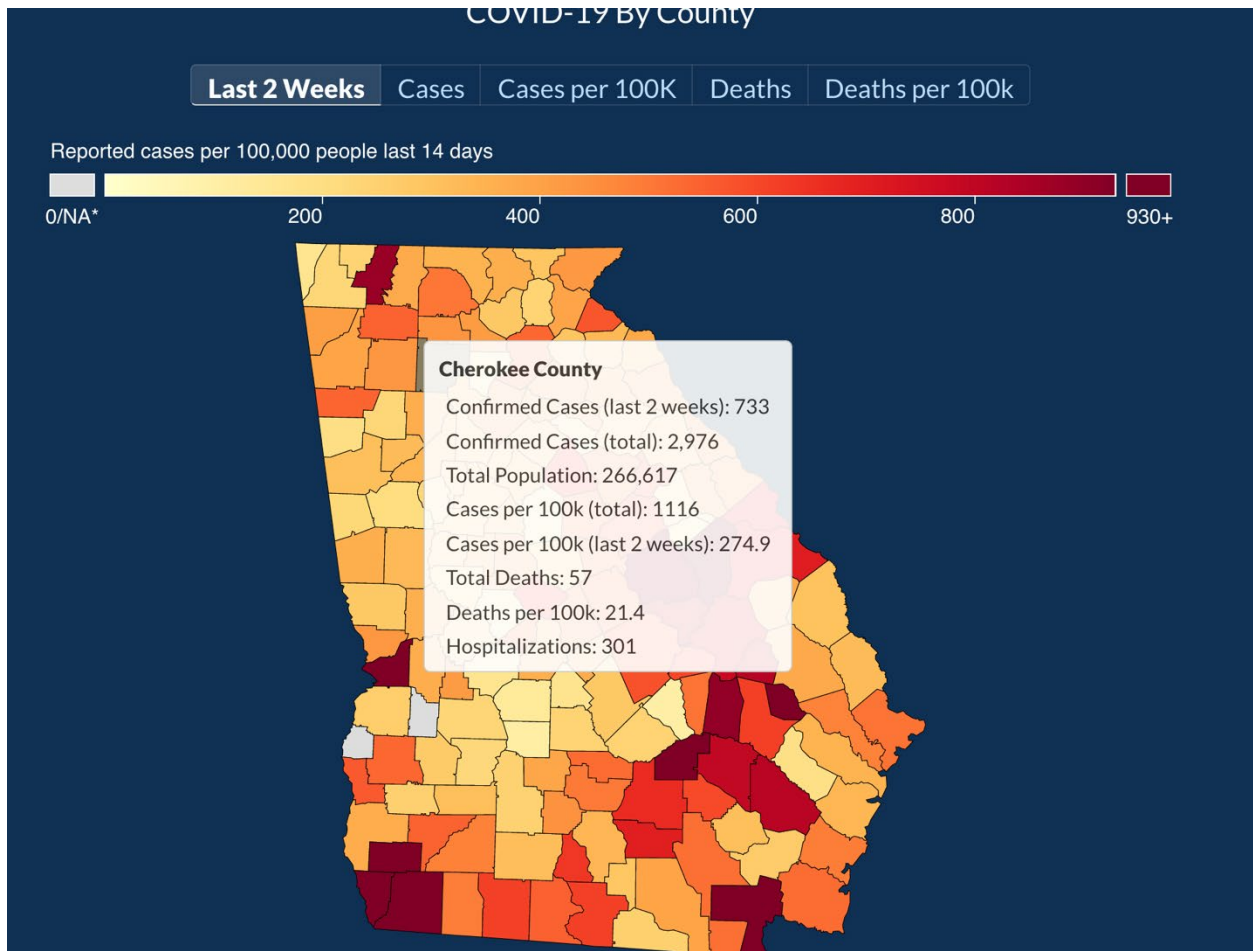 COVID-19 By County
Last 2 Weeks Cases Cases per 100K Deaths Deaths per 100k
Reported cases per 100,000 people last 14 days
0/NA* 200 400 600 800 930+
Cherokee County
Confirmed Cases (last 2 weeks): 733
Confirmed Cases (total): 2,976
Total Population: 266,617
Cases per 100k (total): 1116
Cases per 100k (last 2 weeks): 274.9
Total Deaths: 57
Deaths per 100k: 21.4
Hospitalizations: 301